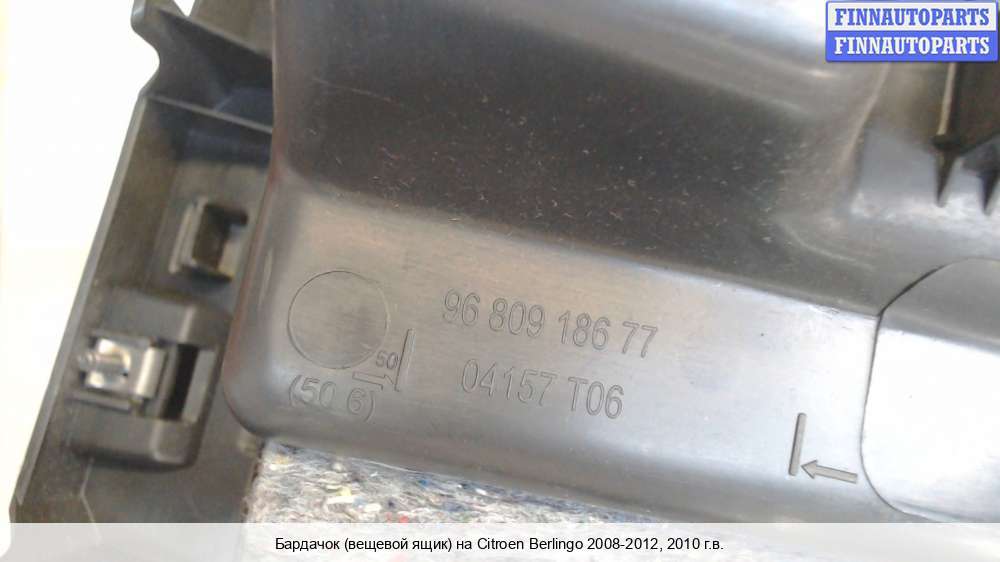 FINNAUTOPARTS
FINNAUTOPARTS
96 809 186 77
50
(50 6)
04157 T06
Бардачок (вещевой ящик) на Citroen Berlingo 2008-2012, 2010 г.в.